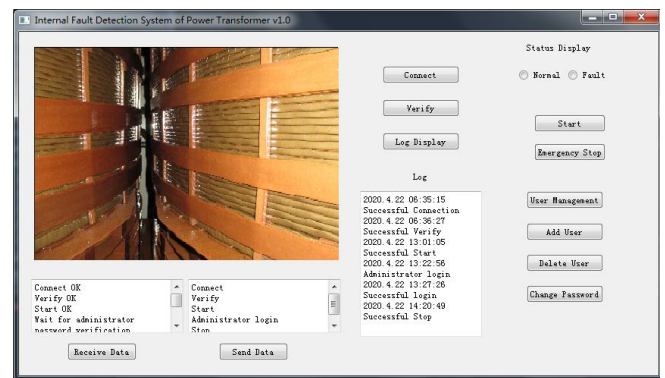 Internal Fault Detection System of Power Transformer v1.0
Status Display
Normal
Fault
Connect
Verify
Log Display
Start
Emergency Stop
Log
2020.4.22 06:35:15
Successful Connection
2020.4.22 06:36:27
Successful Verify
2020.4.22 13:01:05
Successful Start
2020.4.22 13:22:56
Administrator login
2020.4.22 13:27:26
Successful login
2020.4.22 14:20:49
Successful Stop
User Management
Add User
Delete User
Change Password
Connect OK
Verify OK
Start OK
Wait for administrator
password verification
Connect
Verify
Start
Administrator login
Stop
Receive Data
Send Data